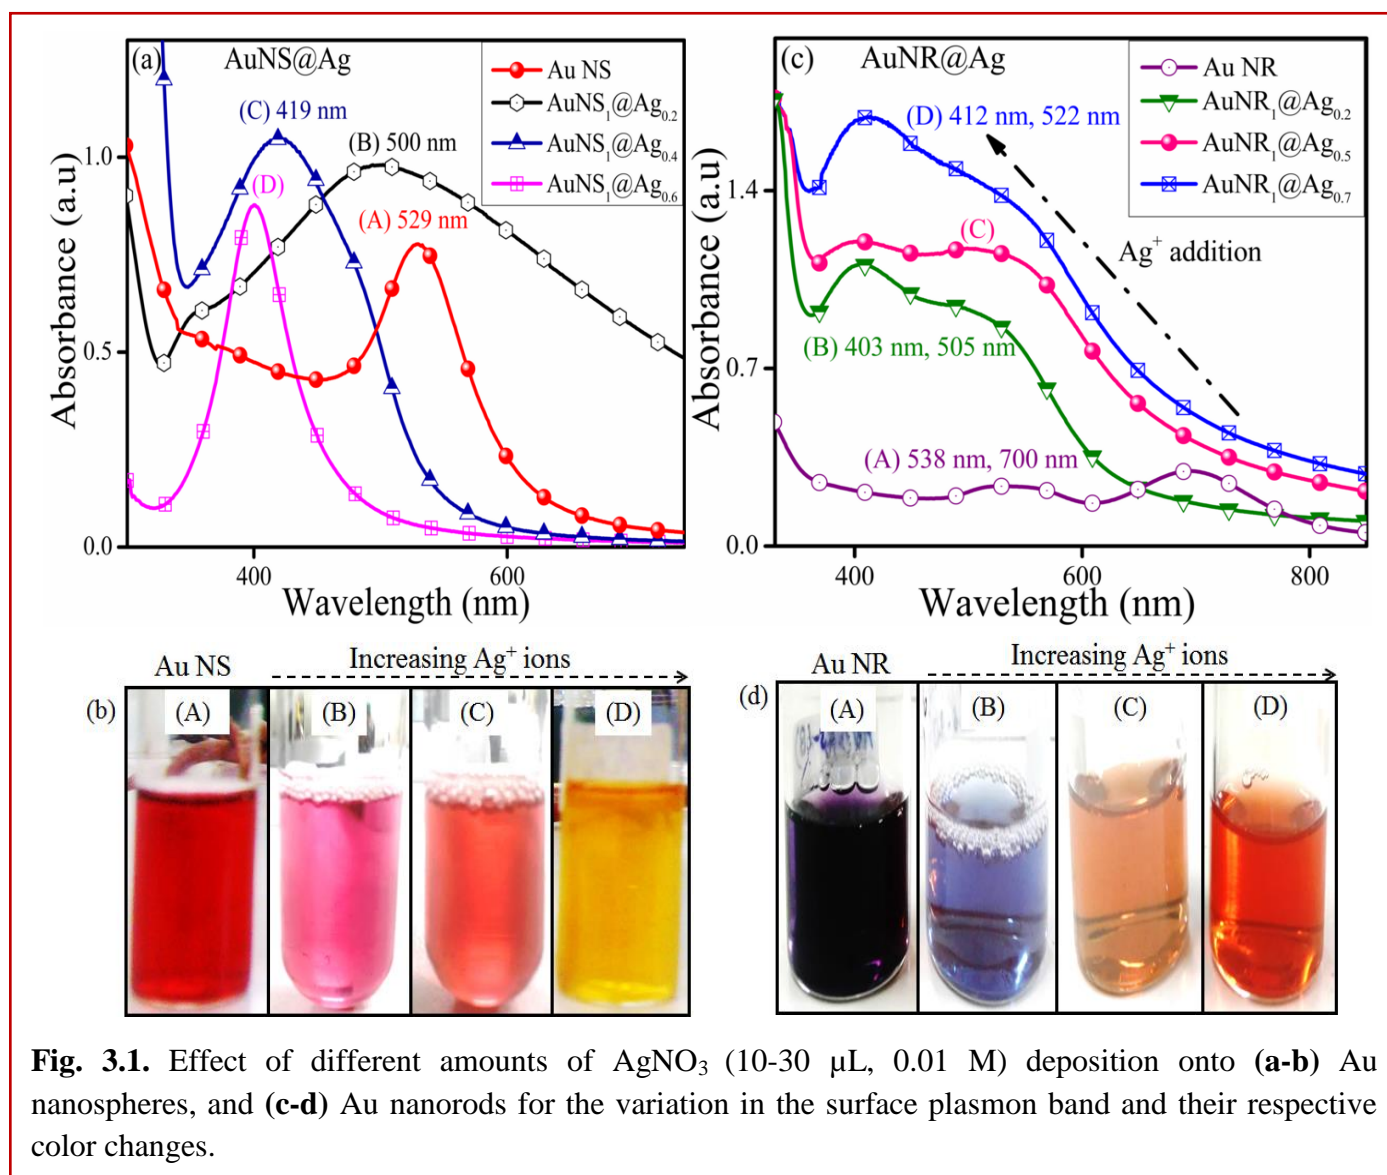 (a)
AuNS@Ag
Au NS
AuNS₁@Ag₀.₂
AuNS₁@Ag₀.₄
AuNS₁@Ag₀.₆
(C) 419 nm
(B) 500 nm
(D)
(A) 529 nm
1.0
0.5
0.0
400
600
Absorbance (a.u)
Wavelength (nm)
(c)
AuNR@Ag
Au NR
AuNR₁@Ag₀.₂
AuNR₁@Ag₀.₅
AuNR₁@Ag₀.₇
(D) 412 nm, 522 nm
(C)
Ag⁺ addition
(B) 403 nm, 505 nm
(A) 538 nm, 700 nm
1.4
0.7
0.0
400
600
800
Absorbance (a.u)
Wavelength (nm)
Au NS
Increasing Ag⁺ ions
(b)
(A)
(B)
(C)
(D)
Au NR
Increasing Ag⁺ ions
(d)
(A)
(B)
(C)
(D)
Fig. 3.1. Effect of different amounts of AgNO₃ (10-30 µL, 0.01 M) deposition onto (a-b) Au
nanospheres, and (c-d) Au nanorods for the variation in the surface plasmon band and their respective
color changes.